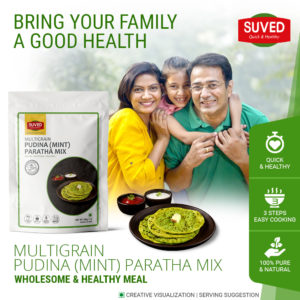 BRING YOUR FAMILY
A GOOD HEALTH
SUVED
Quick & Healthy
SUVED
MULTIGRAIN
PUDINA (MINT)
PARATHA MIX
QUICK
& HEALTHY
3 STEPS
EASY COOKING
100% PURE
& NATURAL
MULTIGRAIN
PUDINA (MINT) PARATHA MIX
WHOLESOME & HEALTHY MEAL
CREATIVE VISUALIZATION | SERVING SUGGESTION